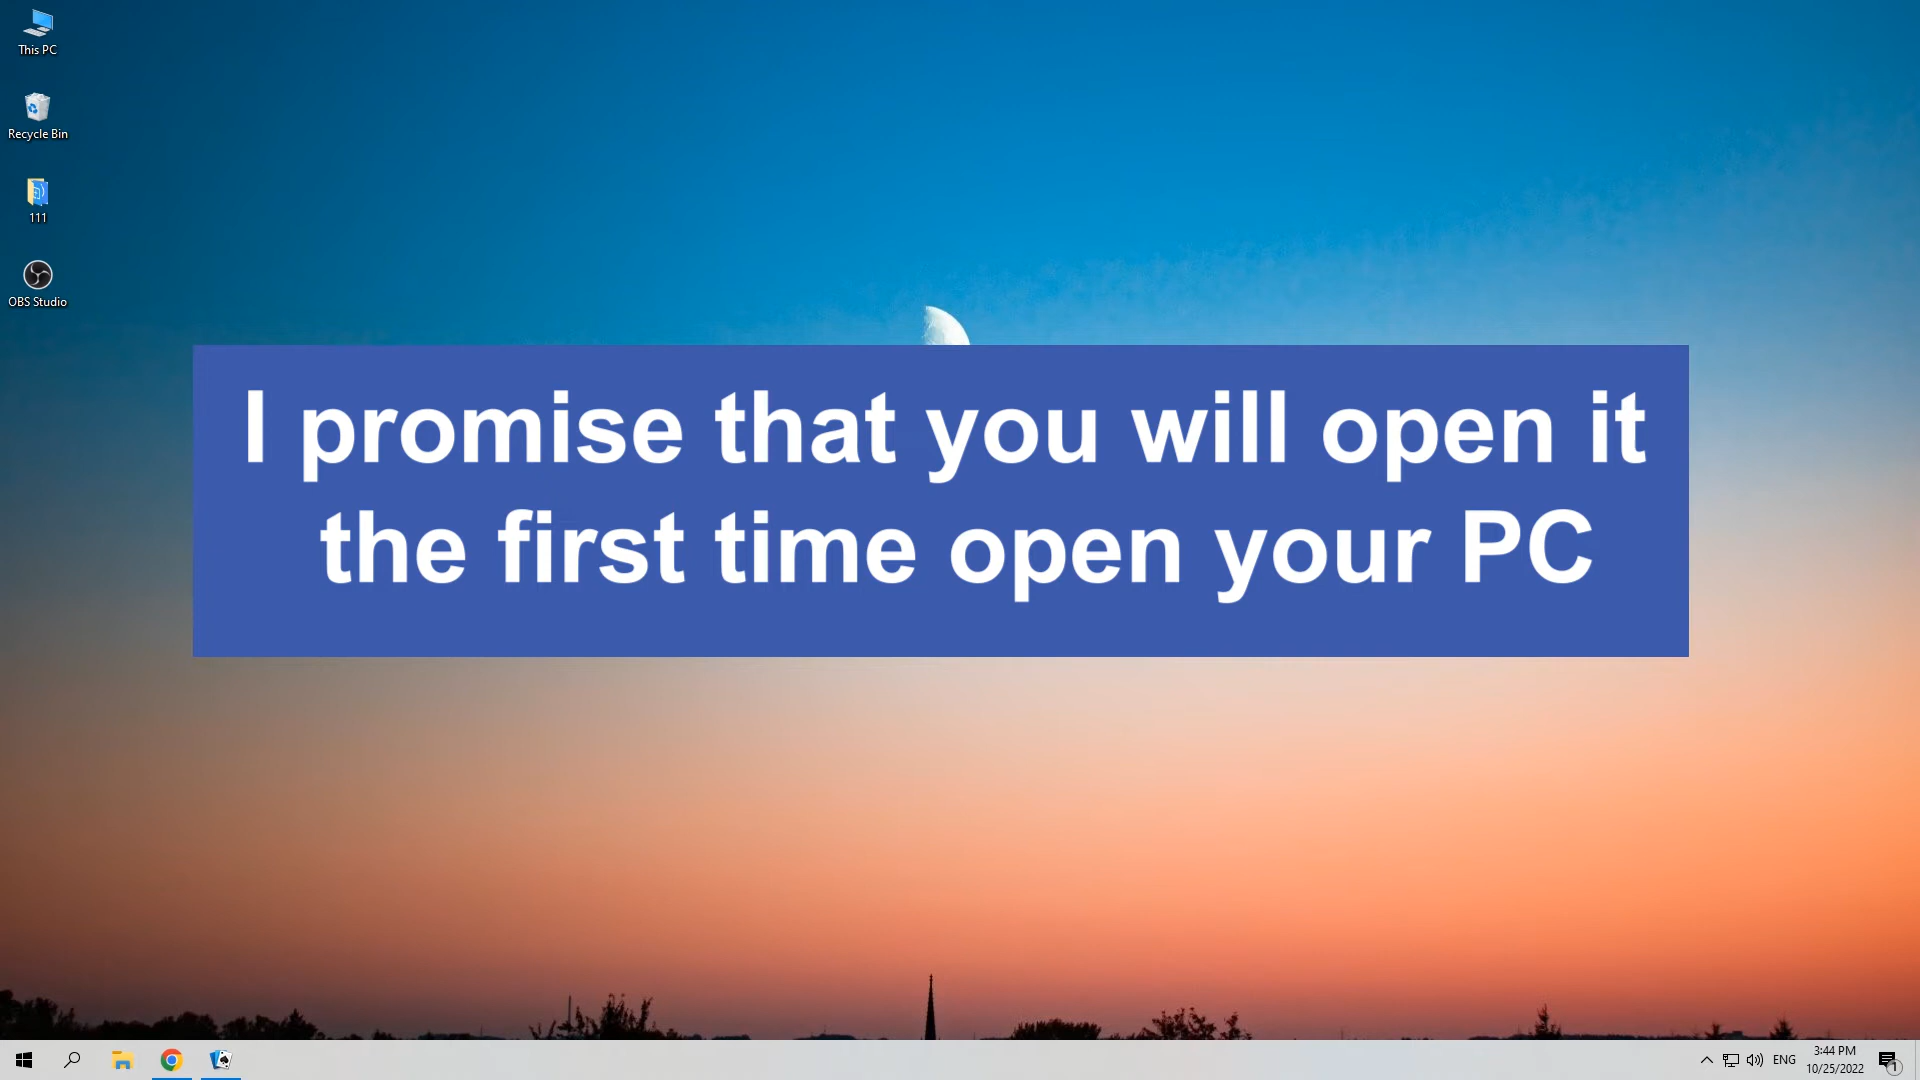 This PC
Recycle Bin
111
OBS Studio
I promise that you will open it
the first time open your PC
ENG
3:44 PM
10/25/2022
1